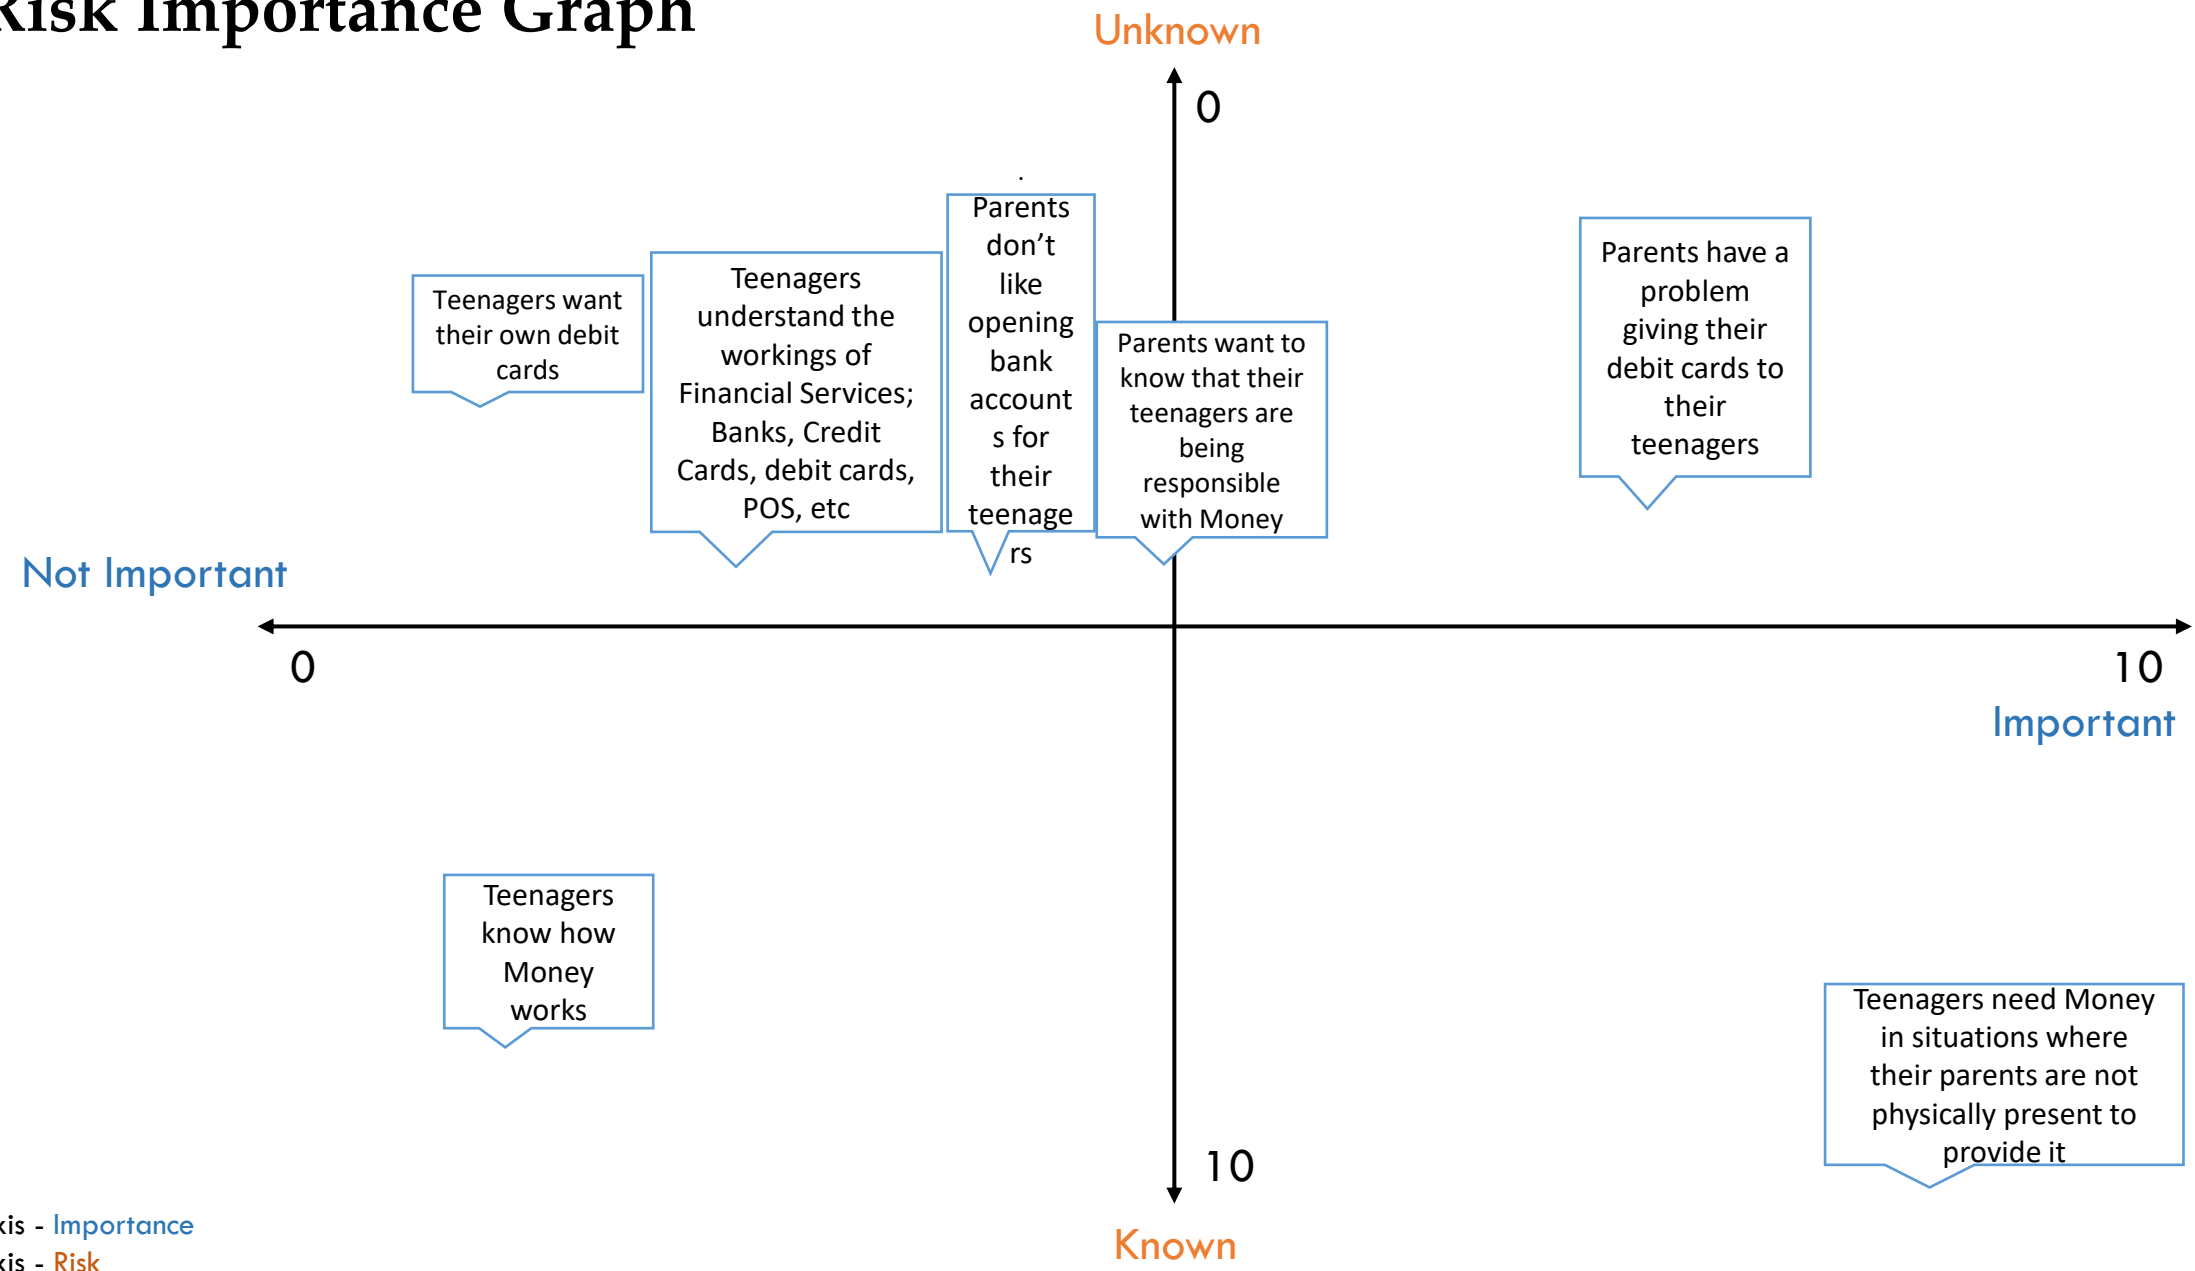 Risk Importance Graph
Unknown
0
.
Parents
don’t
like
opening
bank
account
s for
their
teenage
rs
Teenagers want
their own debit
cards
Teenagers
understand the
workings of
Financial Services;
Banks, Credit
Cards, debit cards,
POS, etc
Parents want to
know that their
teenagers are
being
responsible
with Money
Parents have a
problem
giving their
debit cards to
their
teenagers
Not Important
0
10
Important
Teenagers
know how
Money
works
Teenagers need Money
in situations where
their parents are not
physically present to
provide it
10
Known
xis - Importance
xis - Risk